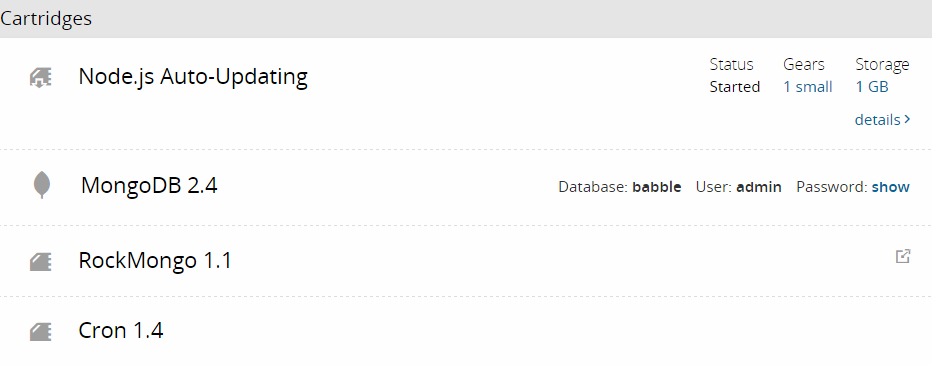 Cartridges
Node.js Auto-Updating
Status Gears Storage
Started 1 small 1 GB
details
MongoDB 2.4
Database: babble User: admin Password: show
RockMongo 1.1
Cron 1.4